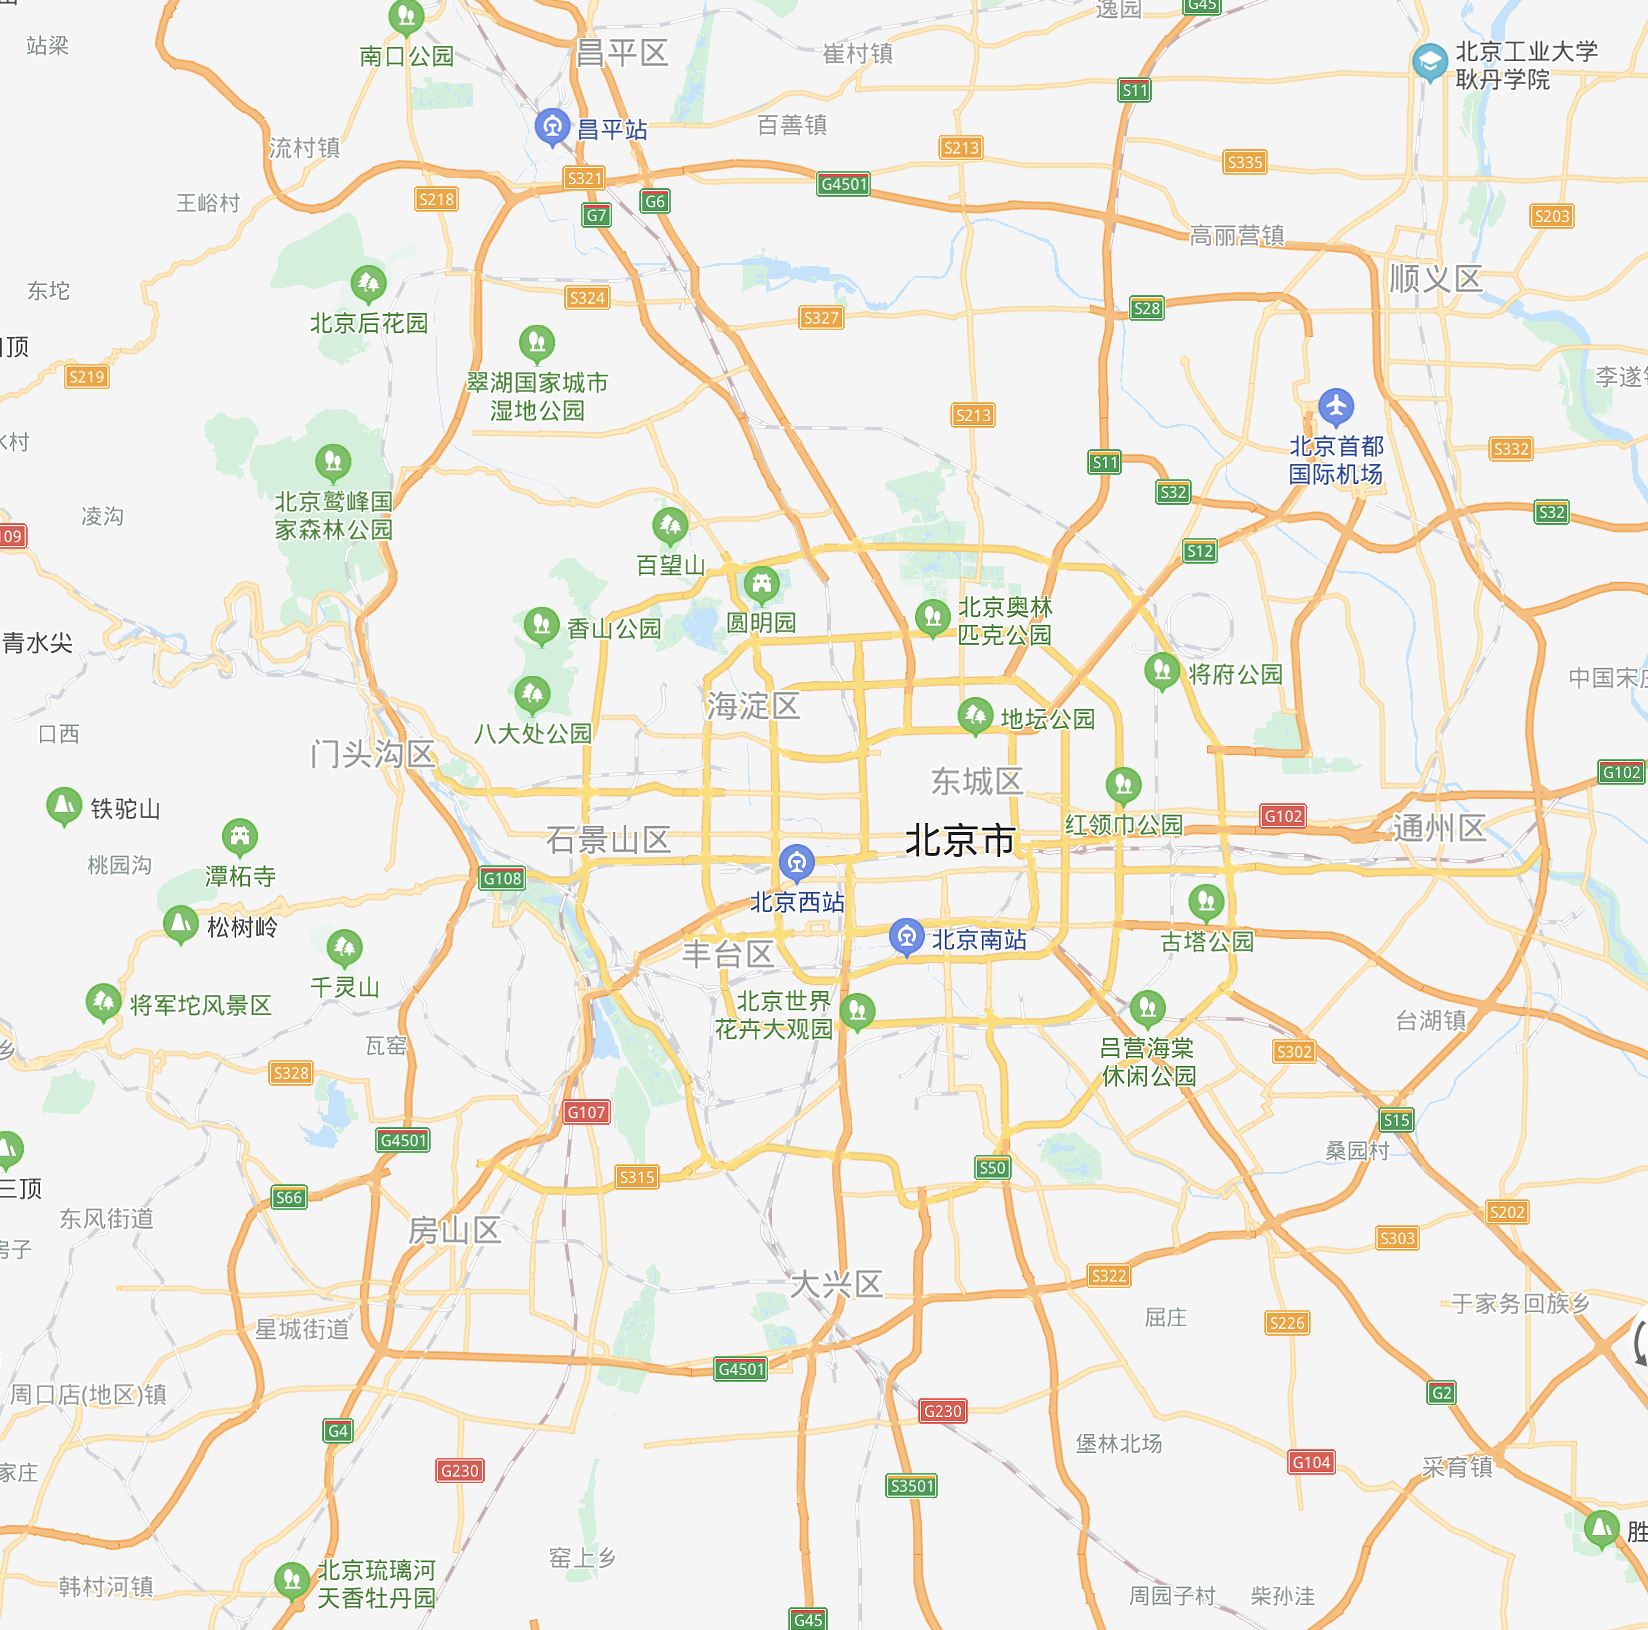 G45
逸园
南口公园
站梁
昌平区
崔村镇
北京工业大学
耿丹学院
S11
昌平站
百善镇
流村镇
S213
S335
S321
G4501
王峪村
S218
G6
G7
S203
高丽营镇
顺义区
东坨
S324
S28
S327
北京后花园
顶
S219
翠湖国家城市
湿地公园
李遂
S213
北京首都
国际机场
水村
S332
S11
S32
北京鹫峰国
家森林公园
凌沟
S32
109
S12
百望山
圆明园
北京奥林
匹克公园
香山公园
青水尖
将府公园
中国宋庄
海淀区
地坛公园
八大处公园
口西
门头沟区
东城区
G102
铁驼山
红领巾公园
G102
通州区
石景山区
北京市
桃园沟
潭柘寺
G108
北京西站
松树岭
北京南站
古塔公园
丰台区
千灵山
将军坨风景区
北京世界
花卉大观园
台湖镇
乡
瓦窑
吕营海棠
休闲公园
S302
S328
G107
S15
G4501
桑园村
三顶
S315
S50
S66
东风街道
S202
房山区
S303
房子
大兴区
S322
于家务回族乡
屈庄
S226
星城街道
G4501
周口店(地区)镇
G2
G230
G4
堡林北场
G104
采育镇
家庄
G230
S3501
胜
窑上乡
北京琉璃河
天香牡丹园
韩村河镇
周园子村
柴孙洼
G45